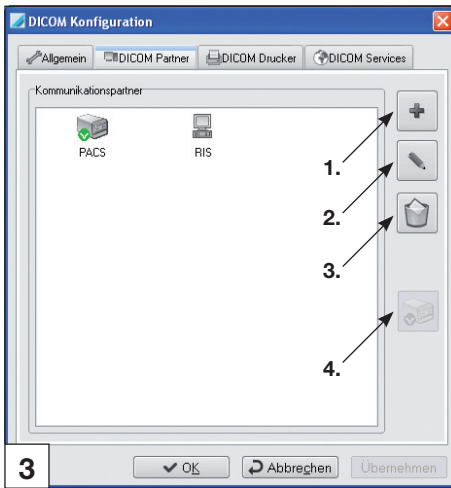 DICOM Konfiguration
Allgemein DICOM Partner DICOM Drucker DICOM Services
Kommunikationspartner
PACS RIS
1.
2.
3.
4.
3 OK Abbrechen Übernehmen